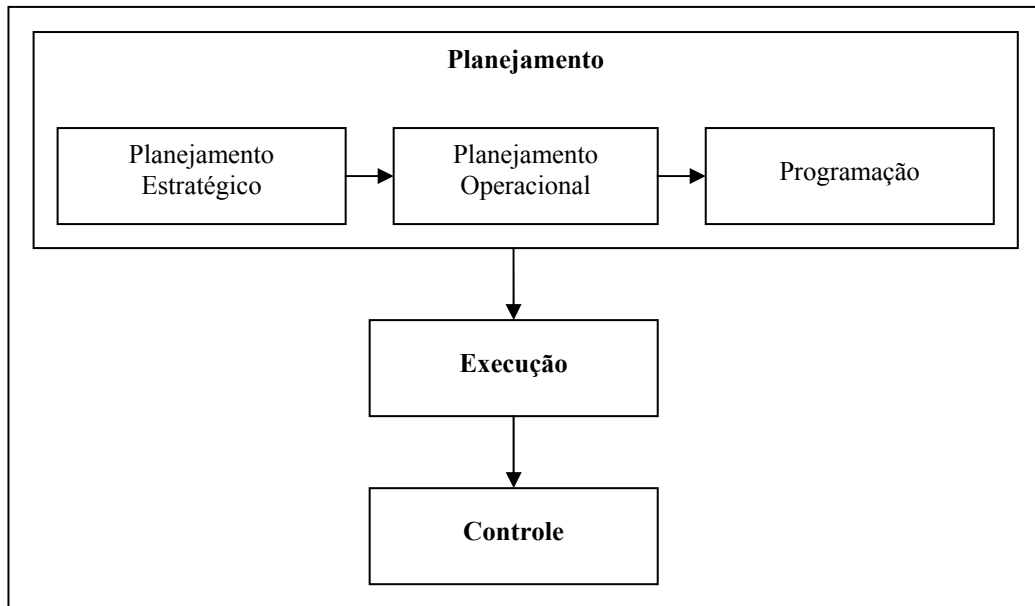 Planejamento
Planejamento
Estratégico
Planejamento
Operacional
Programação
Execução
Controle